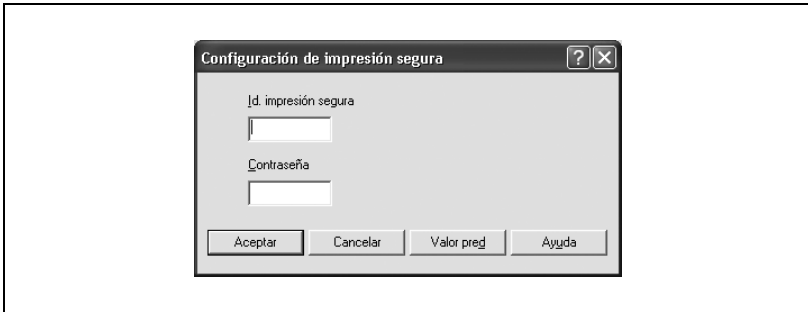 Configuración de impresión segura
Id. impresión segura
Contraseña
Aceptar Cancelar Valor pred Ayuda